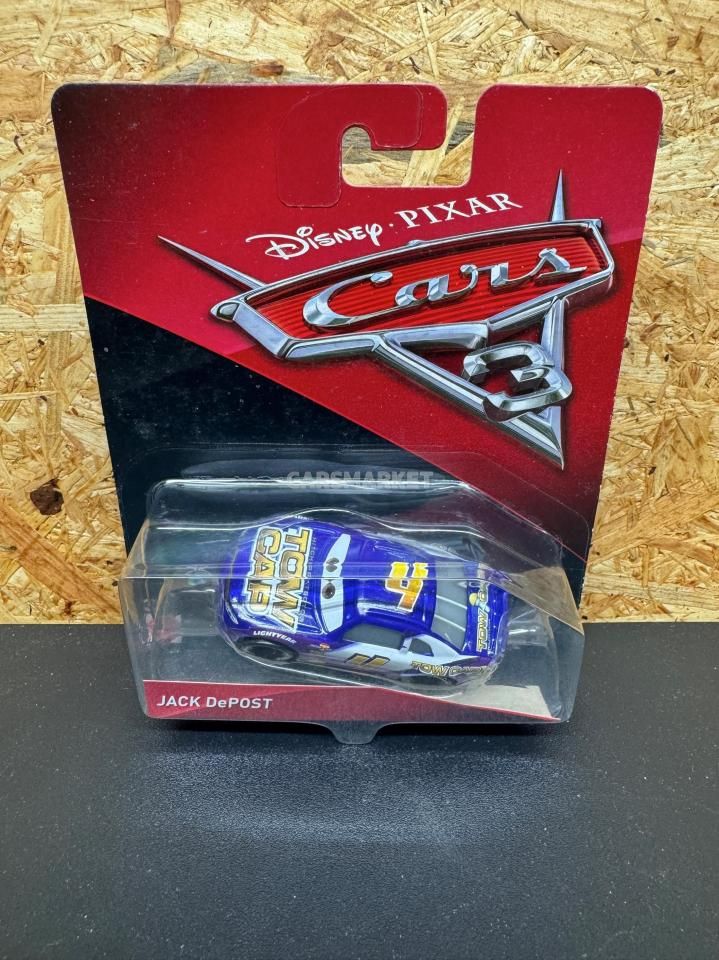 Disney · PIXAR
Cars
3
CARSMARKET
TOW
CAP
4
LIGHTYEAR
TOW CAP
JACK DePOST